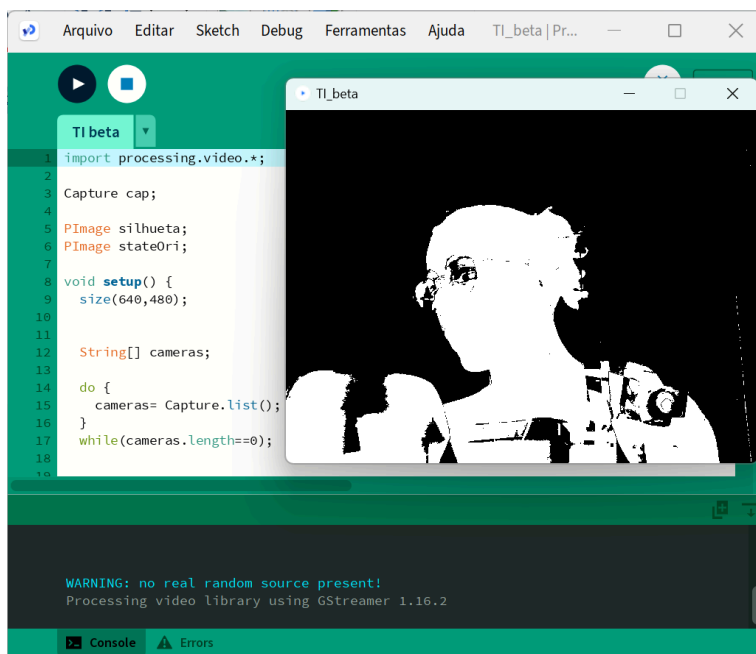 Arquivo Editar Sketch Debug Ferramentas Ajuda TI_beta | Pr...
TI_beta
TI beta
1 import processing.video.*;
2
3 Capture cap;
4
5 PImage silhueta;
6 PImage stateOri;
7
8 void setup() {
9 size(640,480);
10
11
12 String[] cameras;
13
14 do {
15 cameras= Capture.list();
16 }
17 while(cameras.length==0);
18
19
WARNING: no real random source present!
Processing video library using GStreamer 1.16.2
Console Errors